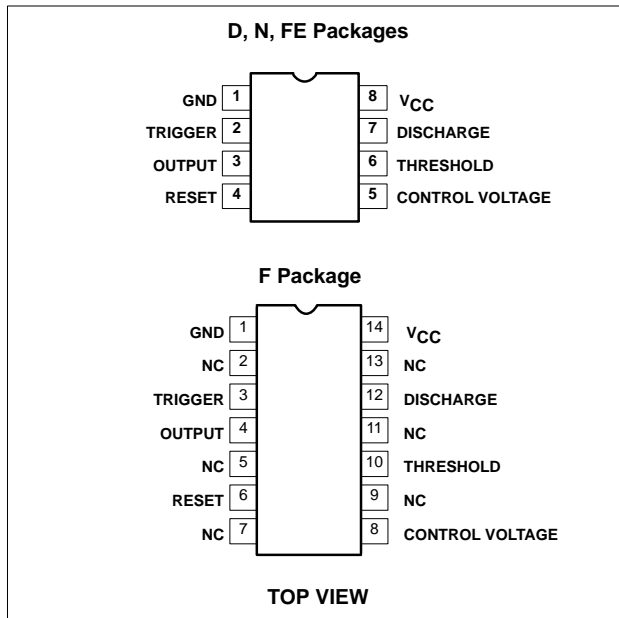 D, N, FE Packages
GND 1 8 VCC
TRIGGER 2 7 DISCHARGE
OUTPUT 3 6 THRESHOLD
RESET 4 5 CONTROL VOLTAGE
F Package
GND 1 14 VCC
NC 2 13 NC
TRIGGER 3 12 DISCHARGE
OUTPUT 4 11 NC
NC 5 10 THRESHOLD
RESET 6 9 NC
NC 7 8 CONTROL VOLTAGE
TOP VIEW